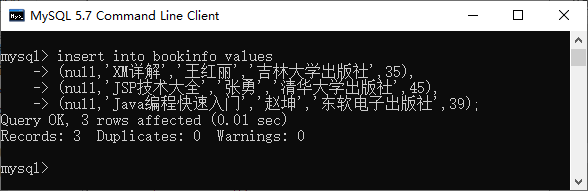 MySQL 5.7 Command Line Client
mysql> insert into bookinfo values
    -> (null,'XM详解','王红丽','吉林大学出版社',35),
    -> (null,'JSP技术大全','张勇','清华大学出版社',45),
    -> (null,'Java编程快速入门','赵坤','东软电子出版社',39);
Query OK, 3 rows affected (0.01 sec)
Records: 3  Duplicates: 0  Warnings: 0
mysql>